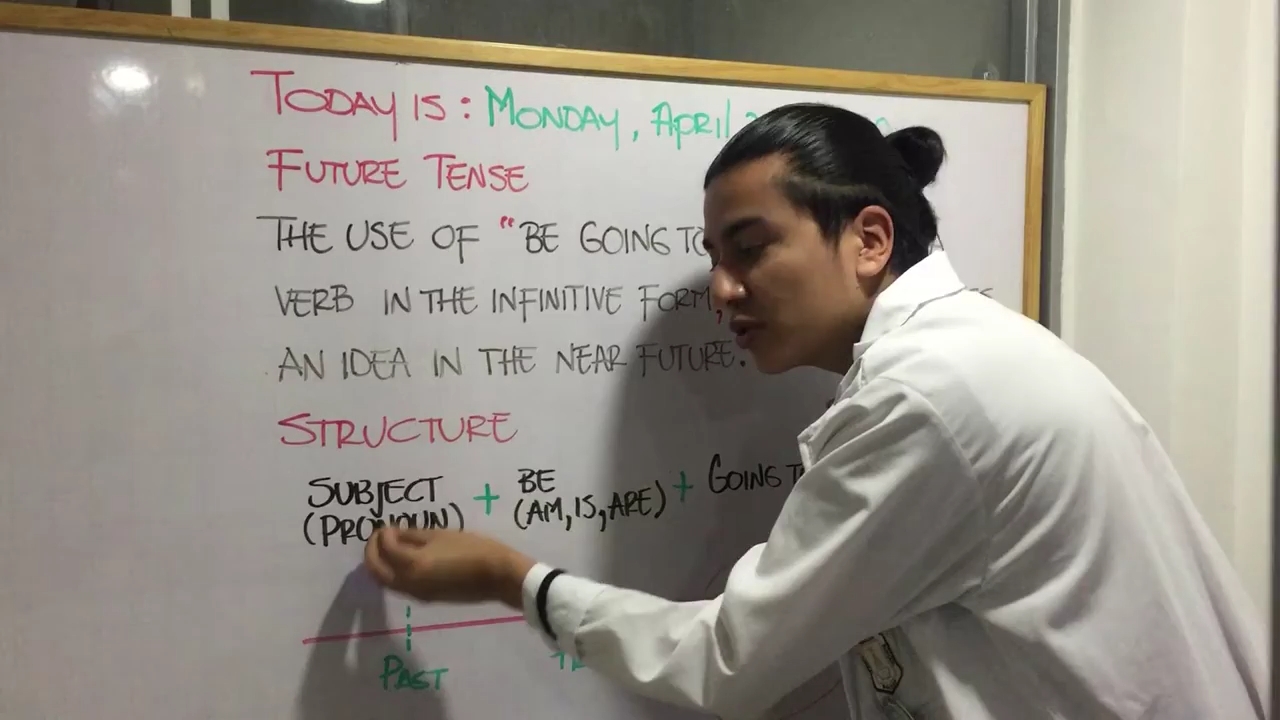 TODAY IS: MONDAY, APRIL
FUTURE TENSE
THE USE OF "BE GOING TO A
VERB IN THE INFINITIVE FORM,
AN IDEA IN THE NEAR FUTURE.
STRUCTURE
SUBJECT + BE + GOING TO
(PRONOUN) (AM, IS, ARE)
PAST